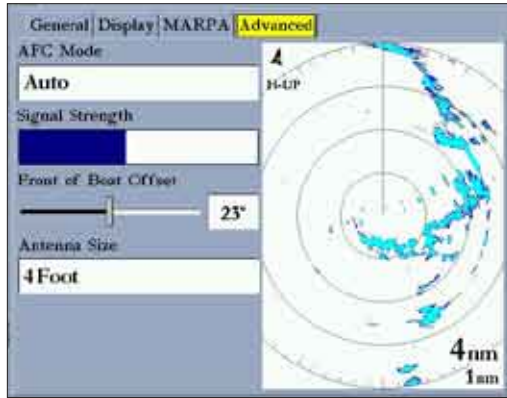 General Display MARPA Advanced
AFC Mode
Auto
Signal Strength
Front of Boat Offset
23°
Antenna Size
4 Foot
H-UP
4nm
1nm